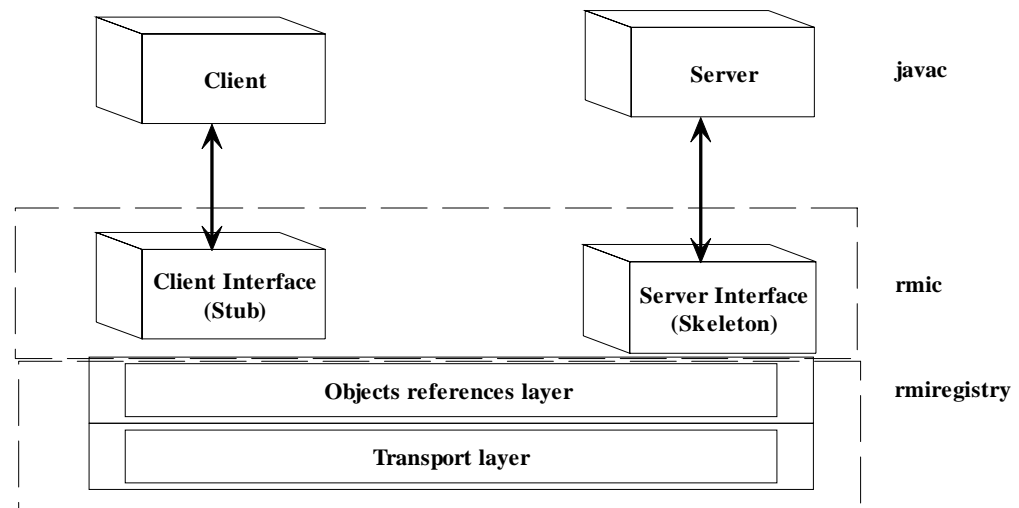 Client
Server
javac
Client Interface
(Stub)
Server Interface
(Skeleton)
rmic
Objects references layer
rmiregistry
Transport layer